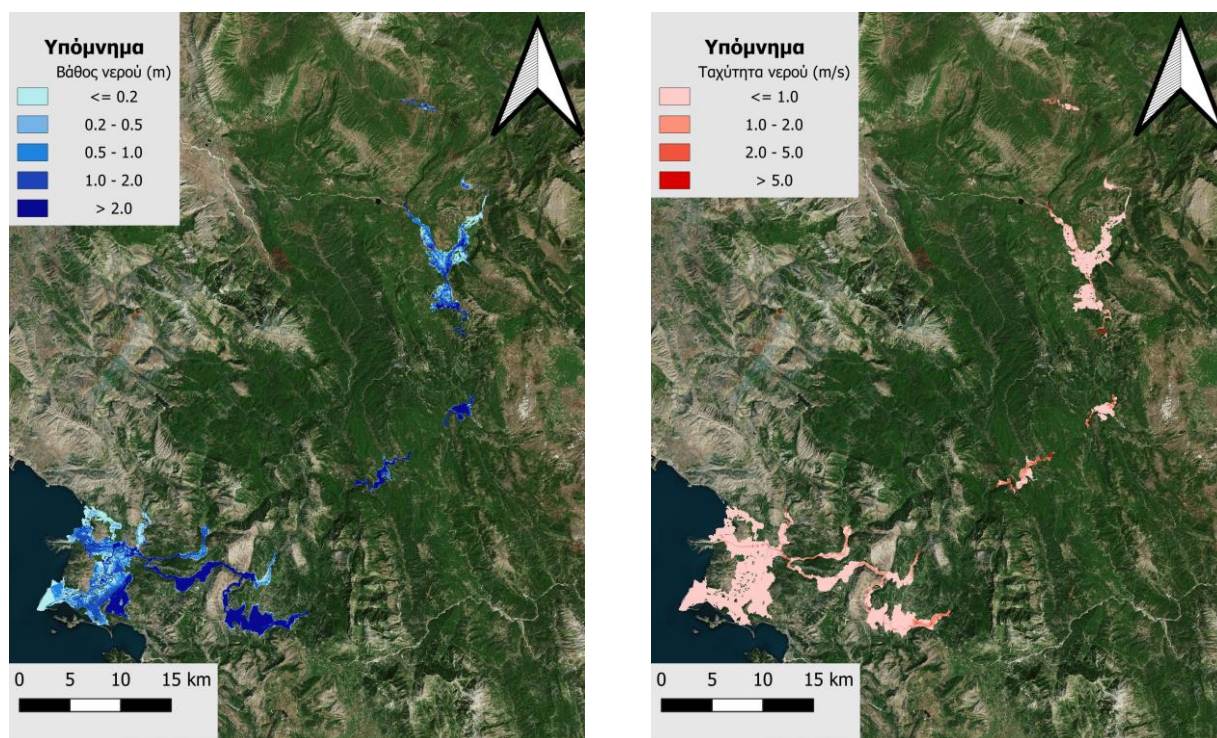 Υπόμνημα
Βάθος νερού (m)
<= 0.2
0.2 - 0.5
0.5 - 1.0
1.0 - 2.0
> 2.0
0 5 10 15 km
Υπόμνημα
Ταχύτητα νερού (m/s)
<= 1.0
1.0 - 2.0
2.0 - 5.0
> 5.0
0 5 10 15 km